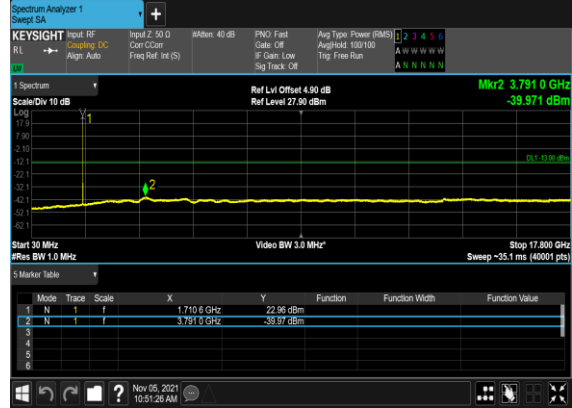 Spectrum Analyzer 1
Swept SA
KEYSIGHT Input: RF Input Z: 50 Ω #Atten: 40 dB PNO: Fast Avg Type: Power (RMS) 1 2 3 4 5 6
RL Coupling: DC Corr CCorr Gate: Off Avg|Hold: 100/100 A W W W W W
Align: Auto Freq Ref: Int (S) IF Gain: Low Trig: Free Run
Sig Track: Off A N N N N N
1 Spectrum Ref Lvl Offset 4.90 dB Mkr2 3.791 0 GHz
Scale/Div 10 dB Ref Level 27.90 dBm -39.971 dBm
Log
17.9
1
7.90
-2.10
-12.1
DL1 -13.00 dBm
-22.1
-32.1
2
-42.1
-52.1
-62.1
Start 30 MHz Video BW 3.0 MHz* Stop 17.800 GHz
#Res BW 1.0 MHz Sweep ~35.1 ms (40001 pts)
5 Marker Table
Mode Trace Scale X Y Function Function Width Function Value
1 N 1 f 1.710 6 GHz 22.96 dBm
2 N 1 f 3.791 0 GHz -39.97 dBm
3
4
5
6
Nov 05, 2021
10:51:26 AM